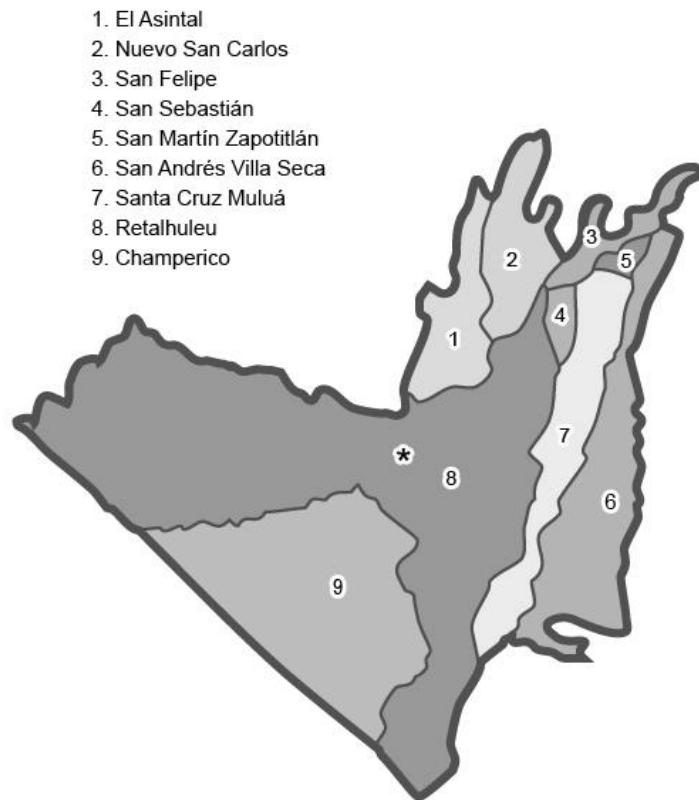 1. El Asintal
2. Nuevo San Carlos
3. San Felipe
4. San Sebastián
5. San Martín Zapotitlán
6. San Andrés Villa Seca
7. Santa Cruz Muluá
8. Retalhuleu
9. Champerico
3
2
5
4
1
7
*
8
6
9